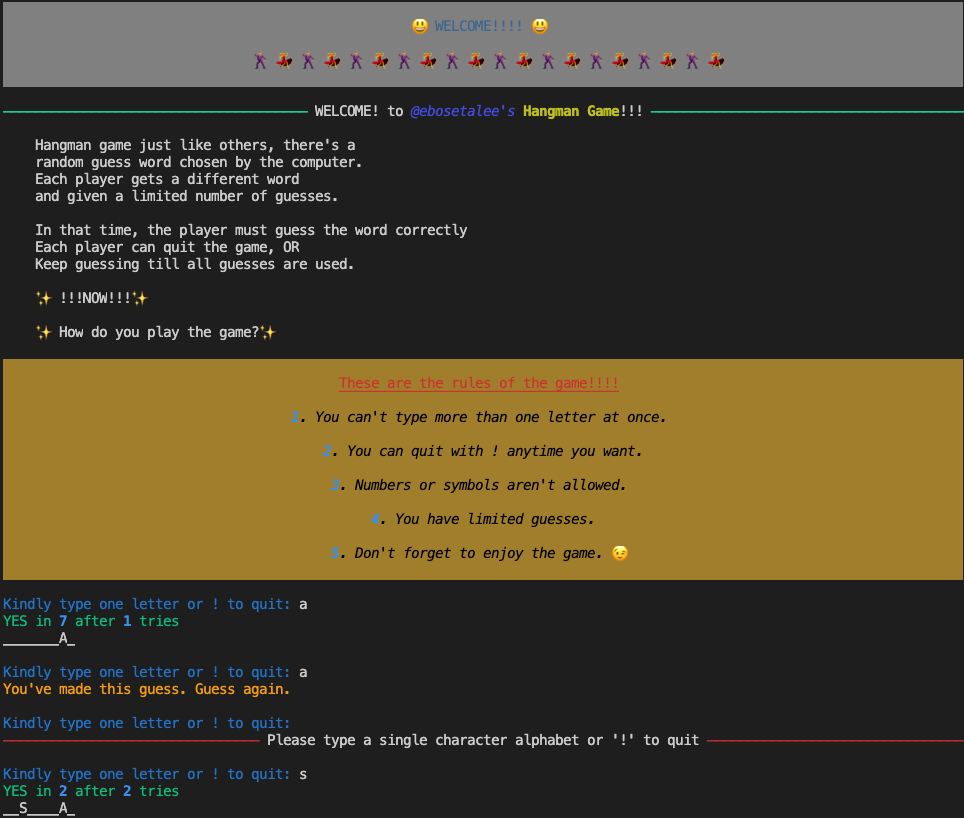 😃 WELCOME!!!! 😃
WELCOME! to @ebosetalee's Hangman Game!!!
Hangman game just like others, there's a
random guess word chosen by the computer.
Each player gets a different word
and given a limited number of guesses.
In that time, the player must guess the word correctly
Each player can quit the game, OR
Keep guessing till all guesses are used.
✨ !!!NOW!!!✨
✨ How do you play the game?✨
These are the rules of the game!!!!
1. You can't type more than one letter at once.
2. You can quit with ! anytime you want.
3. Numbers or symbols aren't allowed.
4. You have limited guesses.
5. Don't forget to enjoy the game. 😉
Kindly type one letter or ! to quit: a
YES in 7 after 1 tries
_______A_
Kindly type one letter or ! to quit: a
You've made this guess. Guess again.
Kindly type one letter or ! to quit:
Please type a single character alphabet or '!' to quit
Kindly type one letter or ! to quit: s
YES in 2 after 2 tries
__S____A_